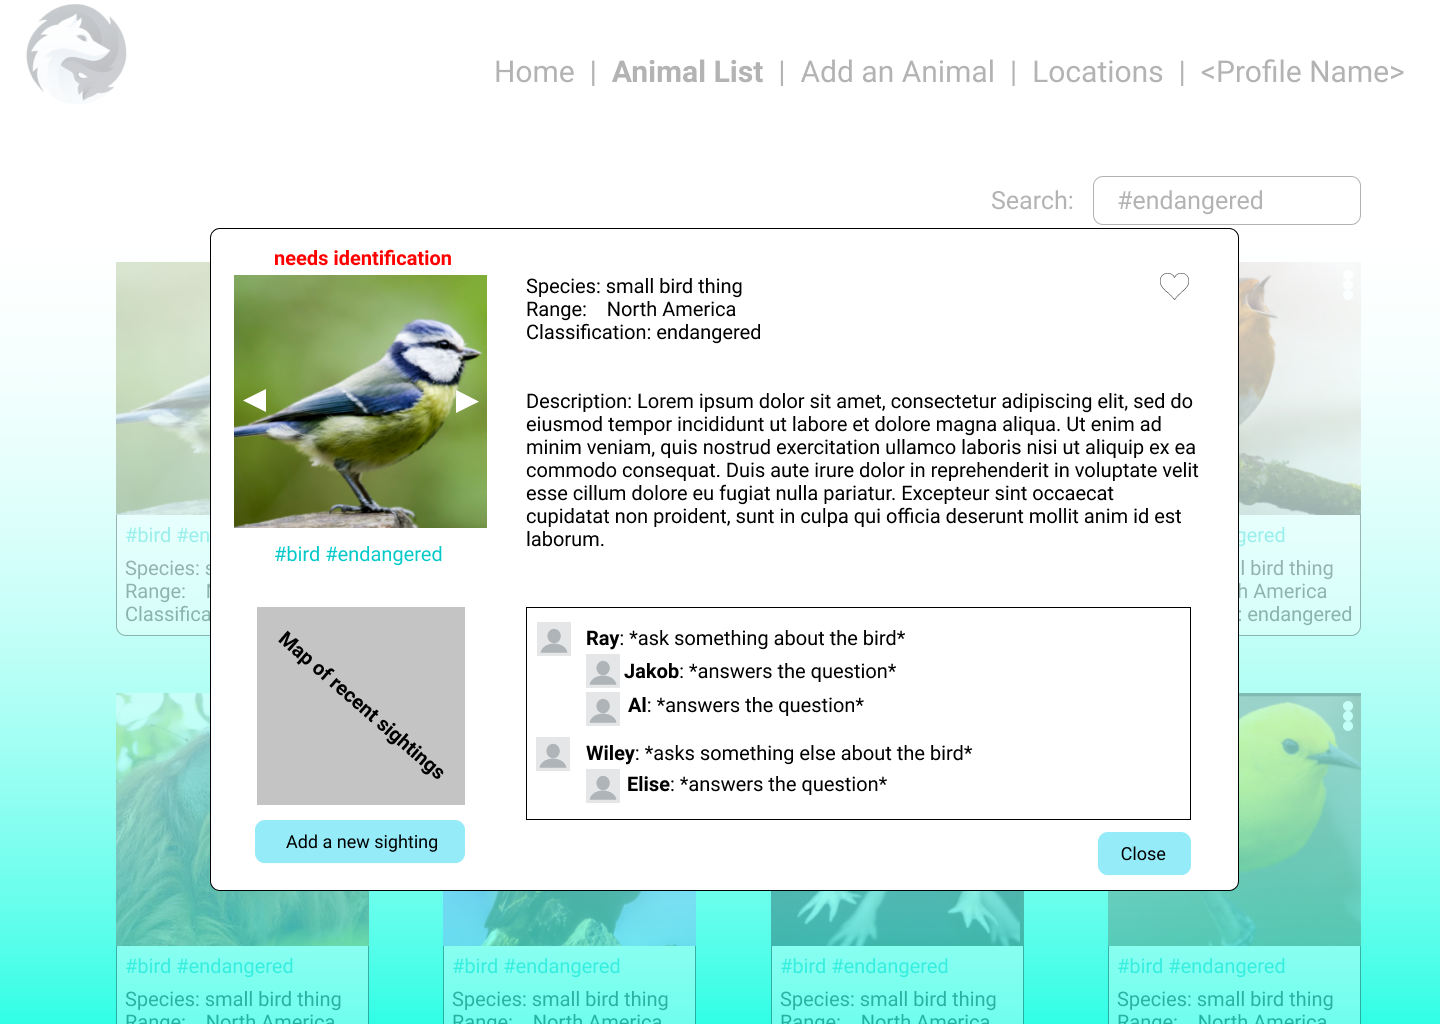 Home | Animal List | Add an Animal | Locations | <Profile Name>
Search: #endangered
needs identification
Species: small bird thing
Range: North America
Classification: endangered
Description: Lorem ipsum dolor sit amet, consectetur adipiscing elit, sed do
eiusmod tempor incididunt ut labore et dolore magna aliqua. Ut enim ad
minim veniam, quis nostrud exercitation ullamco laboris nisi ut aliquip ex ea
commodo consequat. Duis aute irure dolor in reprehenderit in voluptate velit
esse cillum dolore eu fugiat nulla pariatur. Excepteur sint occaecat
cupidatat non proident, sunt in culpa qui officia deserunt mollit anim id est
laborum.
#bird #endangered
Map of recent sightings
Add a new sighting
Ray: *ask something about the bird*
Jakob: *answers the question*
Al: *answers the question*
Wiley: *asks something else about the bird*
Elise: *answers the question*
Close
#bird #en
Species: s
Range:
Classifica
gered
l bird thing
h America
: endangered
#bird #endangered
Species: small bird thing
Range: North America
#bird #endangered
Species: small bird thing
Range: North America
#bird #endangered
Species: small bird thing
Range: North America
#bird #endangered
Species: small bird thing
Range: North America